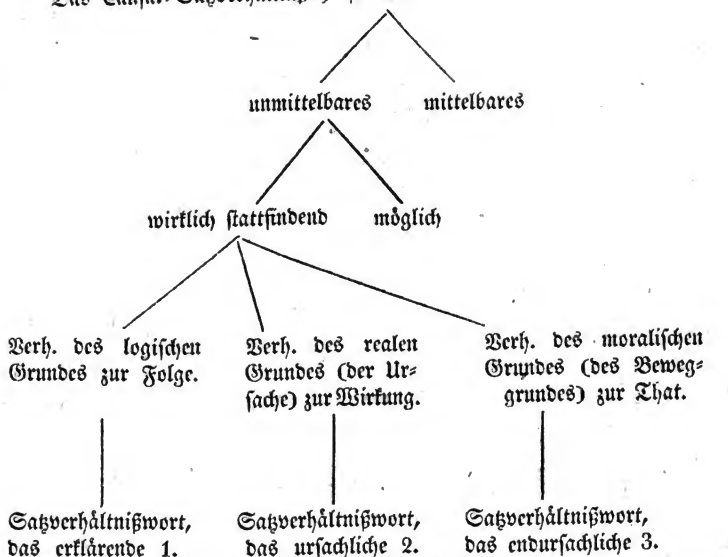 unmittelbares mittelbares
wirklich stattfindend möglich
Verh. des logischen
Grundes zur Folge.
Verh. des realen
Grundes (der Ur⸗
sache) zur Wirkung.
Verh. des moralischen
Grundes (des Beweg⸗
grundes) zur That.
Satzverhältnißwort,
das erklärende 1.
Satzverhältnißwort,
das ursachliche 2.
Satzverhältnißwort,
das endursachliche 3.